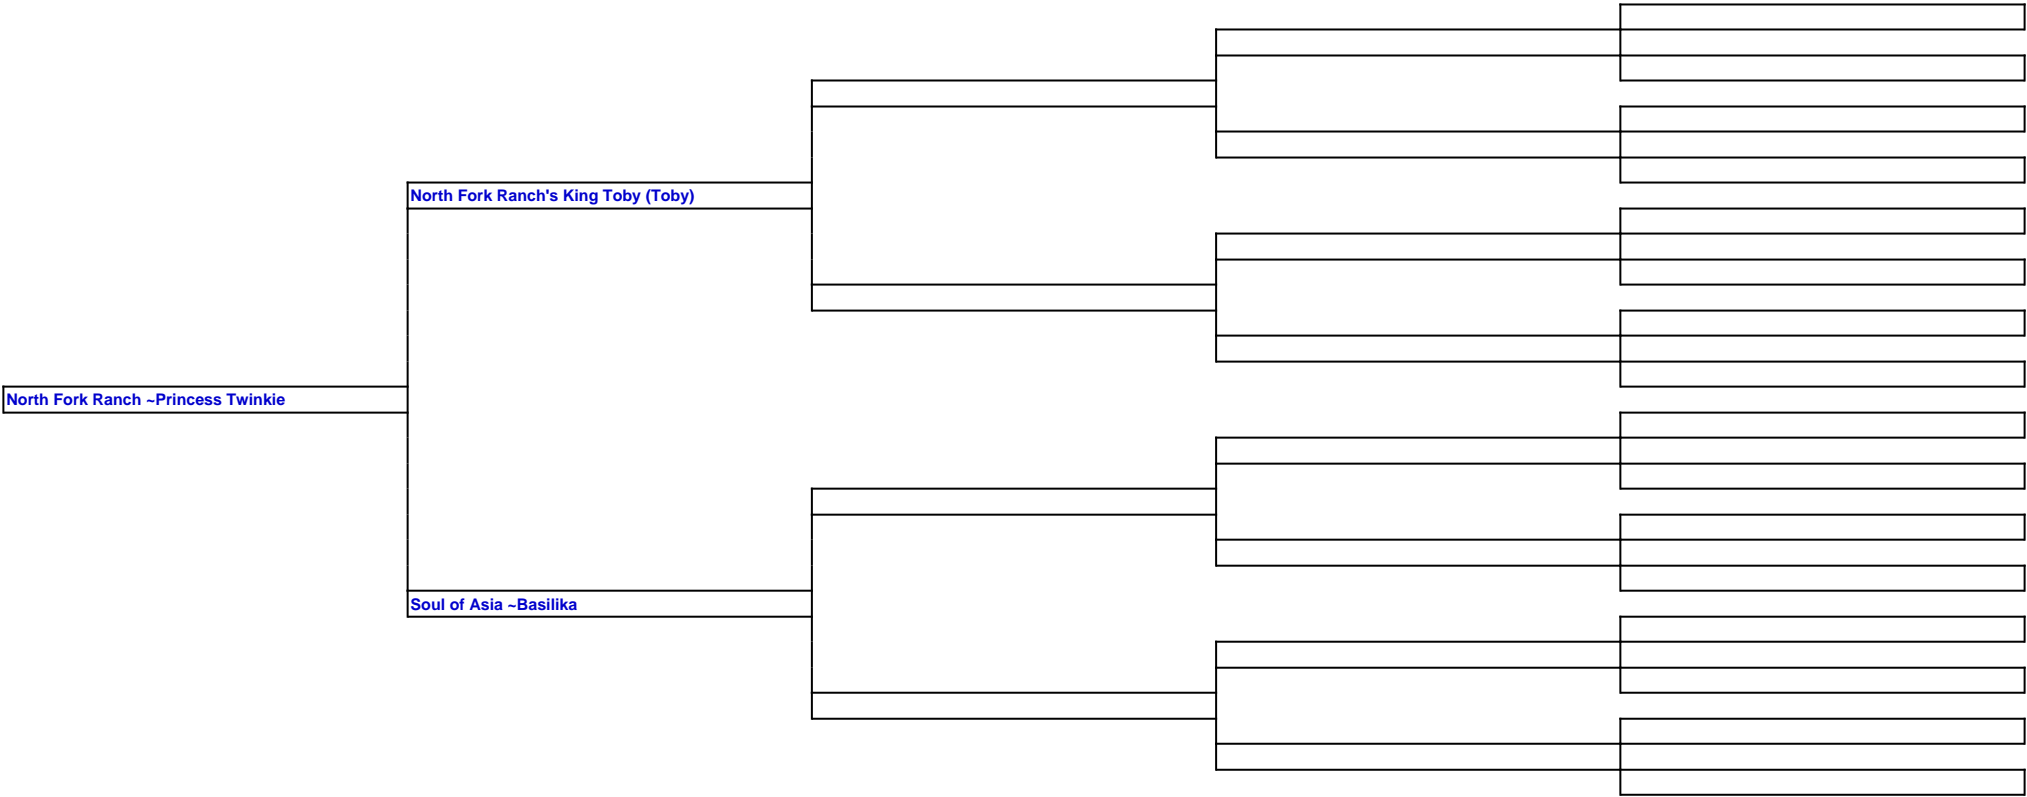 North Fork Ranch's King Toby (Toby)
North Fork Ranch ~Princess Twinkie
Soul of Asia ~Basilika